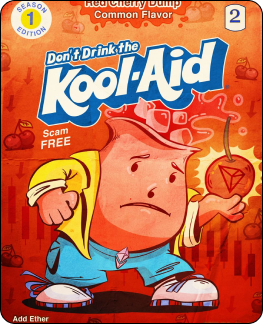 Red Cherry Dump
Common Flavor
SEASON
1
EDITION
2
Don't Drink the
Kool-Aid
Scam
FREE
Add Ether